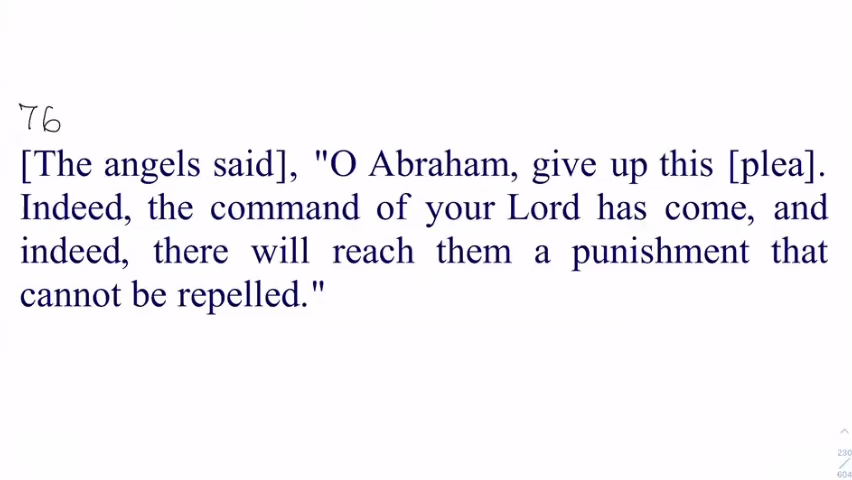 76
[The angels said], "O Abraham, give up this [plea].
Indeed, the command of your Lord has come, and
indeed, there will reach them a punishment that
cannot be repelled."
230
/
604